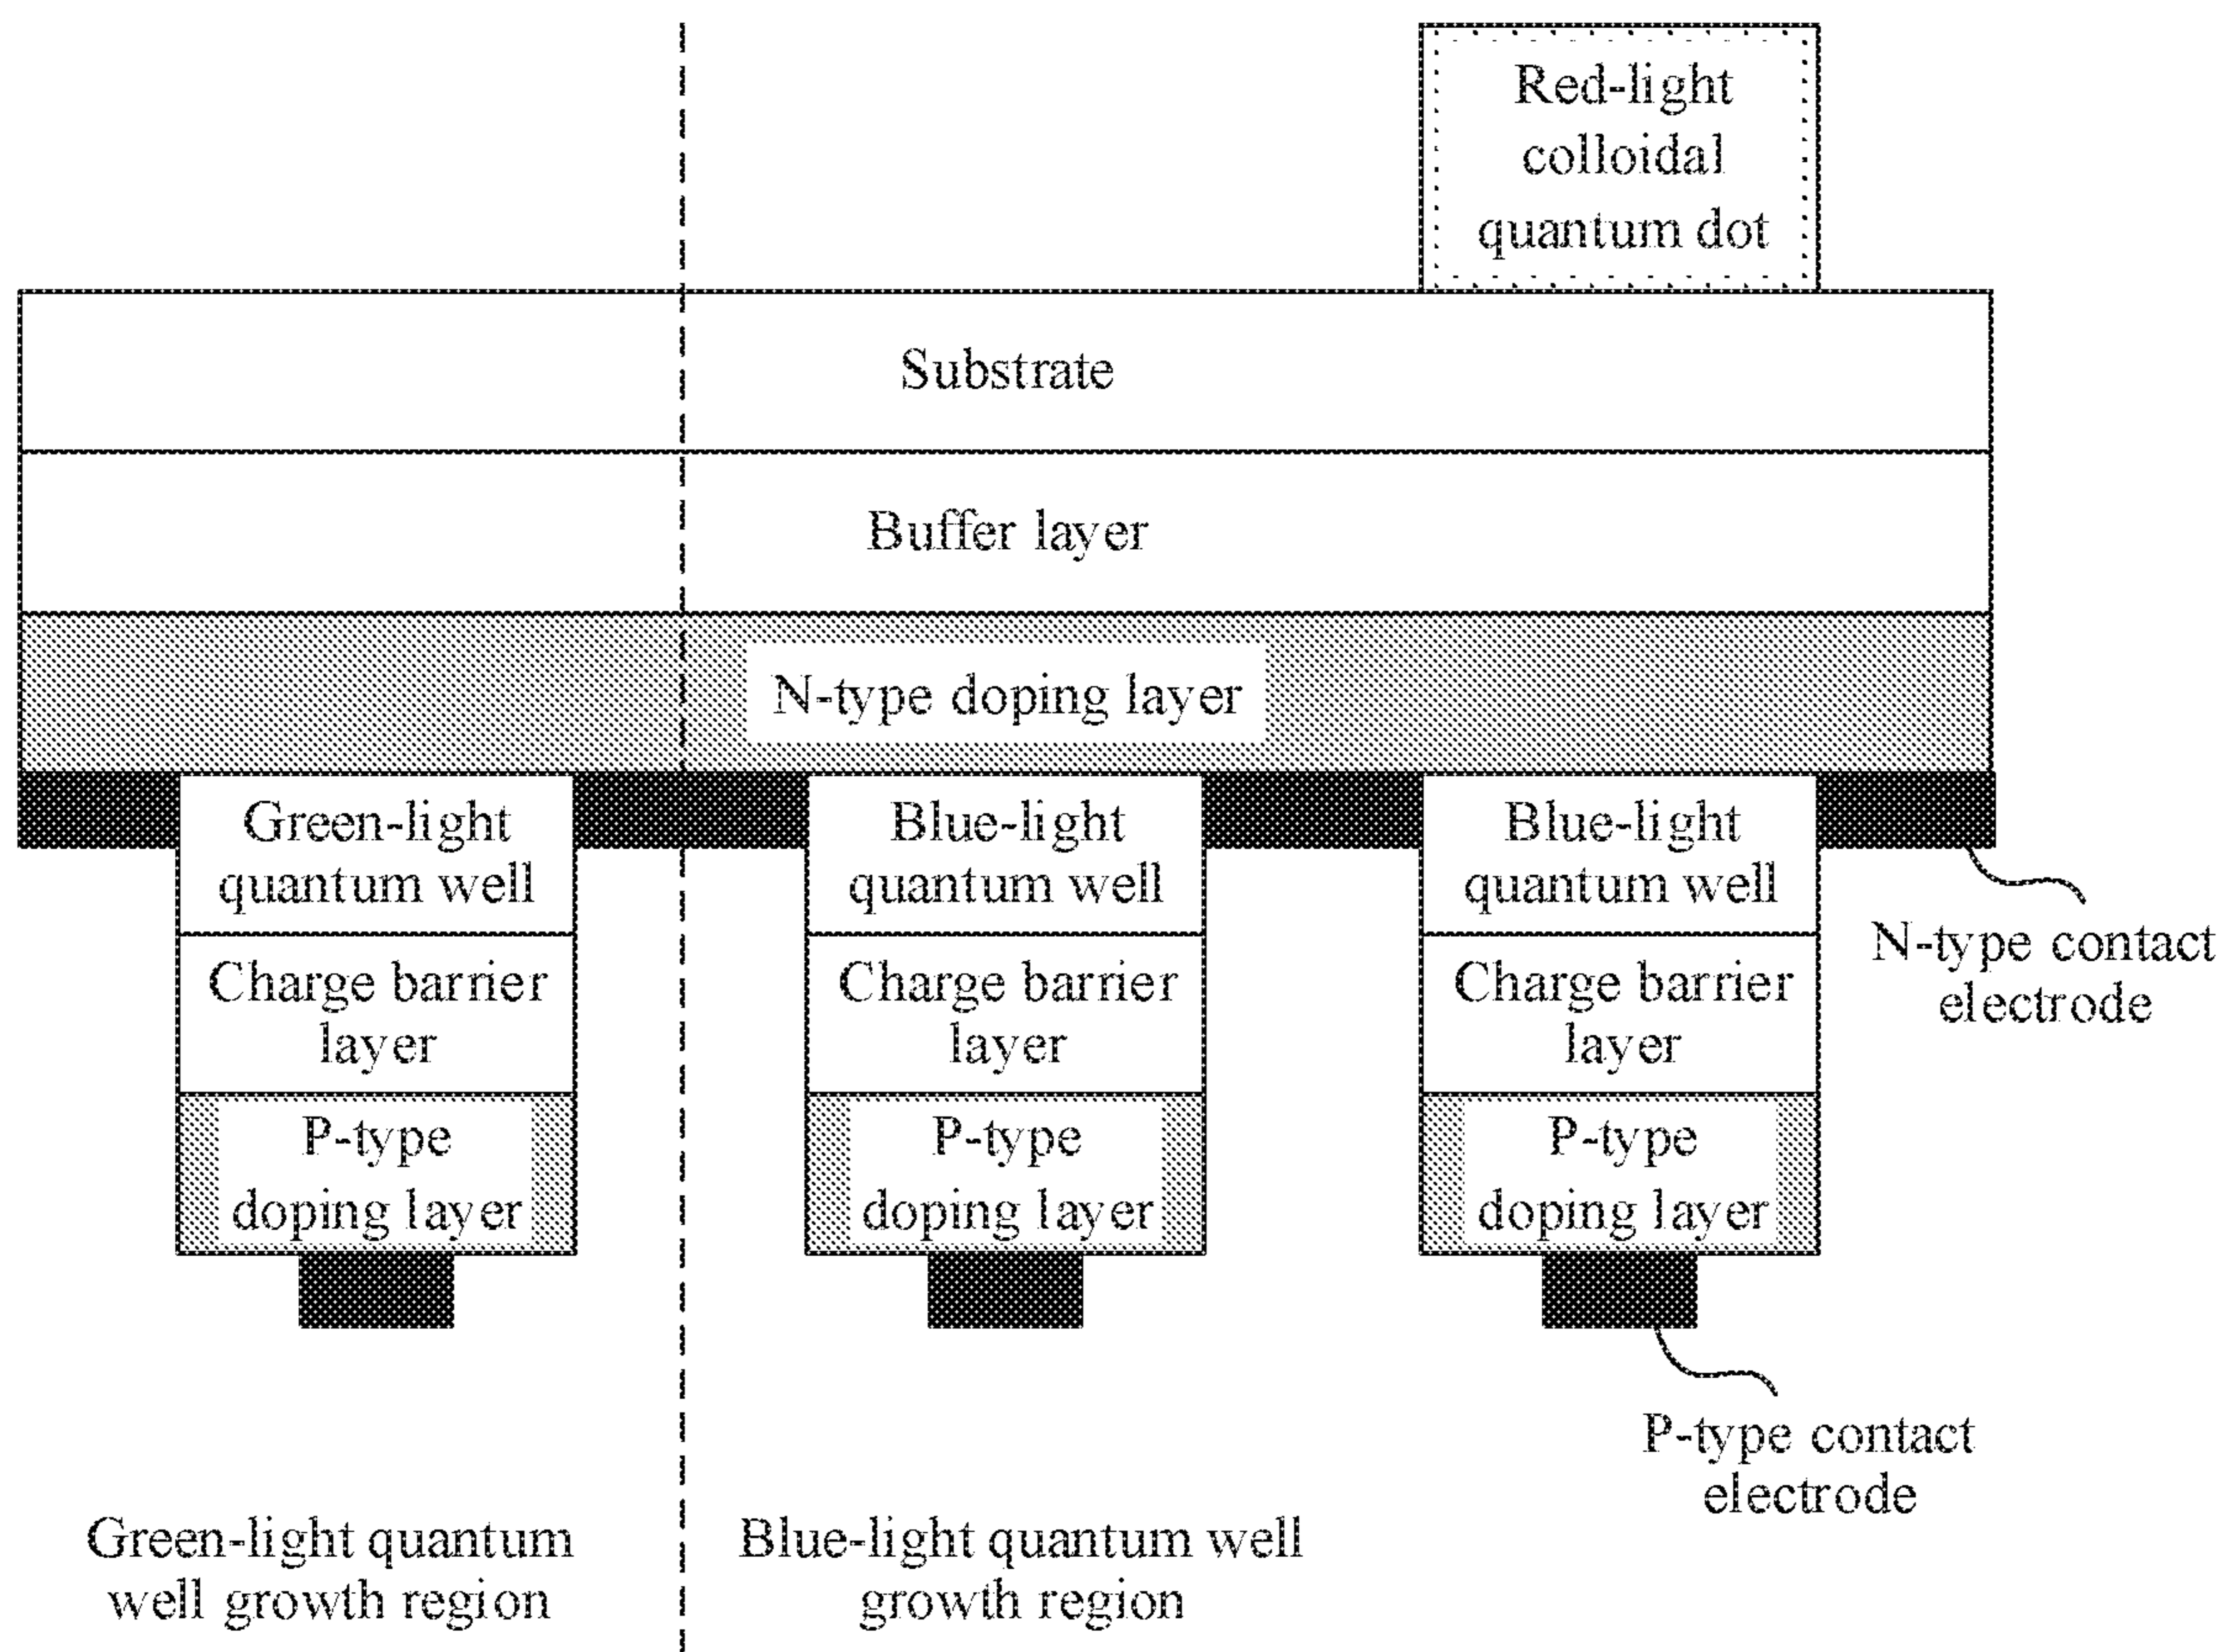 Red-light
colloidal
quantum dot
Substrate
Buffer layer
N-type doping layer
Green-light
quantum well
Blue-light
quantum well
Blue-light
quantum well
Charge barrier
layer
Charge barrier
layer
Charge barrier
layer
N-type contact
electrode
P-type
doping layer
P-type
doping layer
P-type
doping layer
P-type contact
electrode
Green-light quantum
well growth region
Blue-light quantum well
growth region